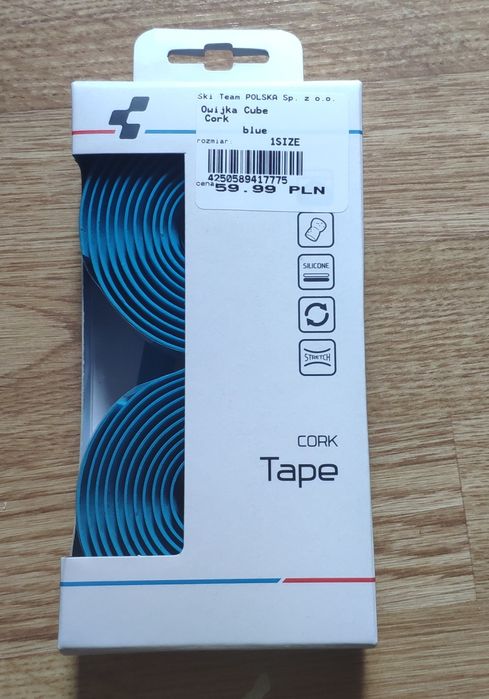 Ski Team POLSKA Sp. z o.o.
Owijka Cube
Cork
blue
rozmiar: 1SIZE
4250589417775
cena 59.99 PLN
SILICONE
STRETCH
CORK
Tape